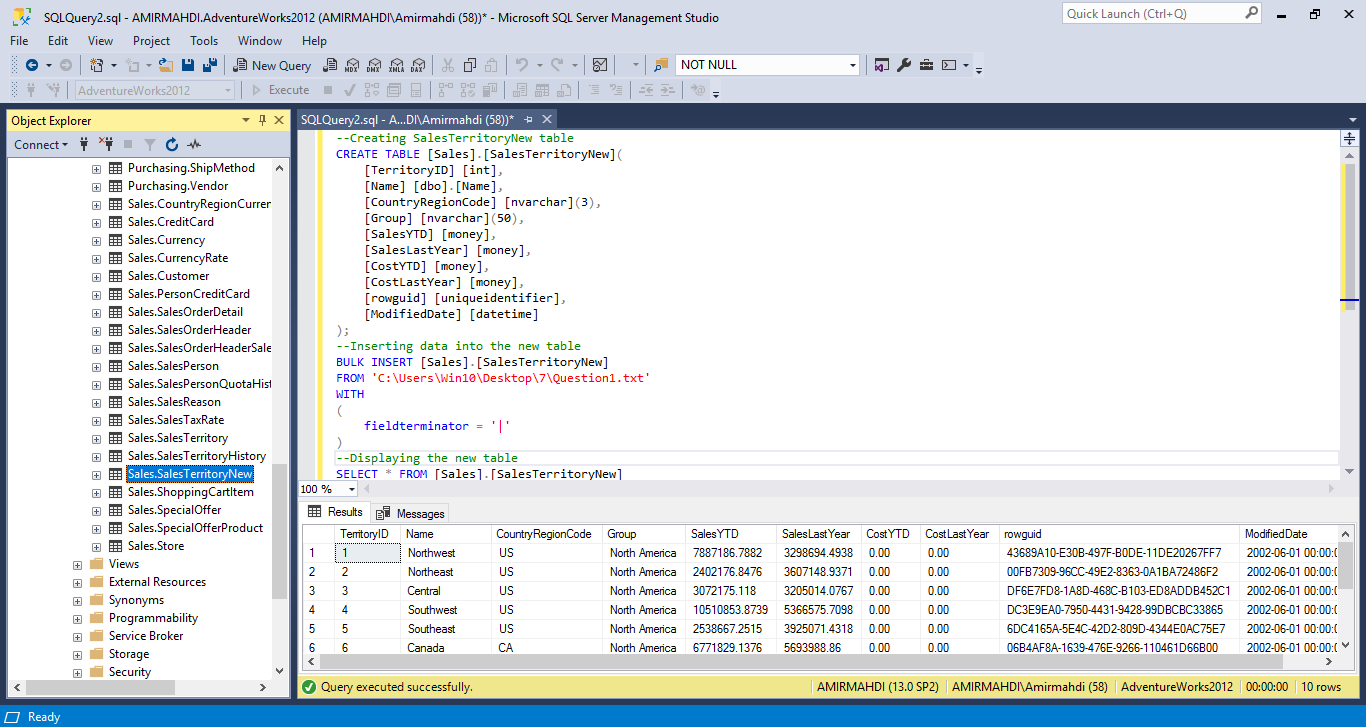 SQLQuery2.sql - AMIRMAHDI.AdventureWorks2012 (AMIRMAHDI\Amirmahdi (58))* - Microsoft SQL Server Management Studio
Quick Launch (Ctrl+Q)
File Edit View Project Tools Window Help
New Query MDX DMX XMLA DAX NOT NULL
AdventureWorks2012 Execute
Object Explorer
Connect
Purchasing.ShipMethod
Purchasing.Vendor
Sales.CountryRegionCurren
Sales.CreditCard
Sales.Currency
Sales.CurrencyRate
Sales.Customer
Sales.PersonCreditCard
Sales.SalesOrderDetail
Sales.SalesOrderHeader
Sales.SalesOrderHeaderSale
Sales.SalesPerson
Sales.SalesPersonQuotaHist
Sales.SalesReason
Sales.SalesTaxRate
Sales.SalesTerritory
Sales.SalesTerritoryHistory
Sales.SalesTerritoryNew
Sales.ShoppingCartItem
Sales.SpecialOffer
Sales.SpecialOfferProduct
Sales.Store
Views
External Resources
Synonyms
Programmability
Service Broker
Storage
Security
SQLQuery2.sql - A...DI\Amirmahdi (58))*
--Creating SalesTerritoryNew table
CREATE TABLE [Sales].[SalesTerritoryNew](
[TerritoryID] [int],
[Name] [dbo].[Name],
[CountryRegionCode] [nvarchar](3),
[Group] [nvarchar](50),
[SalesYTD] [money],
[SalesLastYear] [money],
[CostYTD] [money],
[CostLastYear] [money],
[rowguid] [uniqueidentifier],
[ModifiedDate] [datetime]
);
--Inserting data into the new table
BULK INSERT [Sales].[SalesTerritoryNew]
FROM 'C:\Users\Win10\Desktop\7\Question1.txt'
WITH
(
fieldterminator = '|'
)
--Displaying the new table
SELECT * FROM [Sales].[SalesTerritoryNew]
100 %
Results Messages
TerritoryID Name CountryRegionCode Group SalesYTD SalesLastYear CostYTD CostLastYear rowguid ModifiedDate
1 1 Northwest US North America 7887186.7882 3298694.4938 0.00 0.00 43689A10-E30B-497F-B0DE-11DE20267FF7 2002-06-01 00:00:0
2 2 Northeast US North America 2402176.8476 3607148.9371 0.00 0.00 00FB7309-96CC-49E2-8363-0A1BA72486F2 2002-06-01 00:00:0
3 3 Central US North America 3072175.118 3205014.0767 0.00 0.00 DF6E7FD8-1A8D-468C-B103-ED8ADDB452C1 2002-06-01 00:00:0
4 4 Southwest US North America 10510853.8739 5366575.7098 0.00 0.00 DC3E9EA0-7950-4431-9428-99DBCBC33865 2002-06-01 00:00:0
5 5 Southeast US North America 2538667.2515 3925071.4318 0.00 0.00 6DC4165A-5E4C-42D2-809D-4344E0AC75E7 2002-06-01 00:00:0
6 6 Canada CA North America 6771829.1376 5693988.86 0.00 0.00 06B4AF8A-1639-476E-9266-110461D66B00 2002-06-01 00:00:0
Query executed successfully. AMIRMAHDI (13.0 SP2) AMIRMAHDI\Amirmahdi (58) AdventureWorks2012 00:00:00 10 rows
Ready